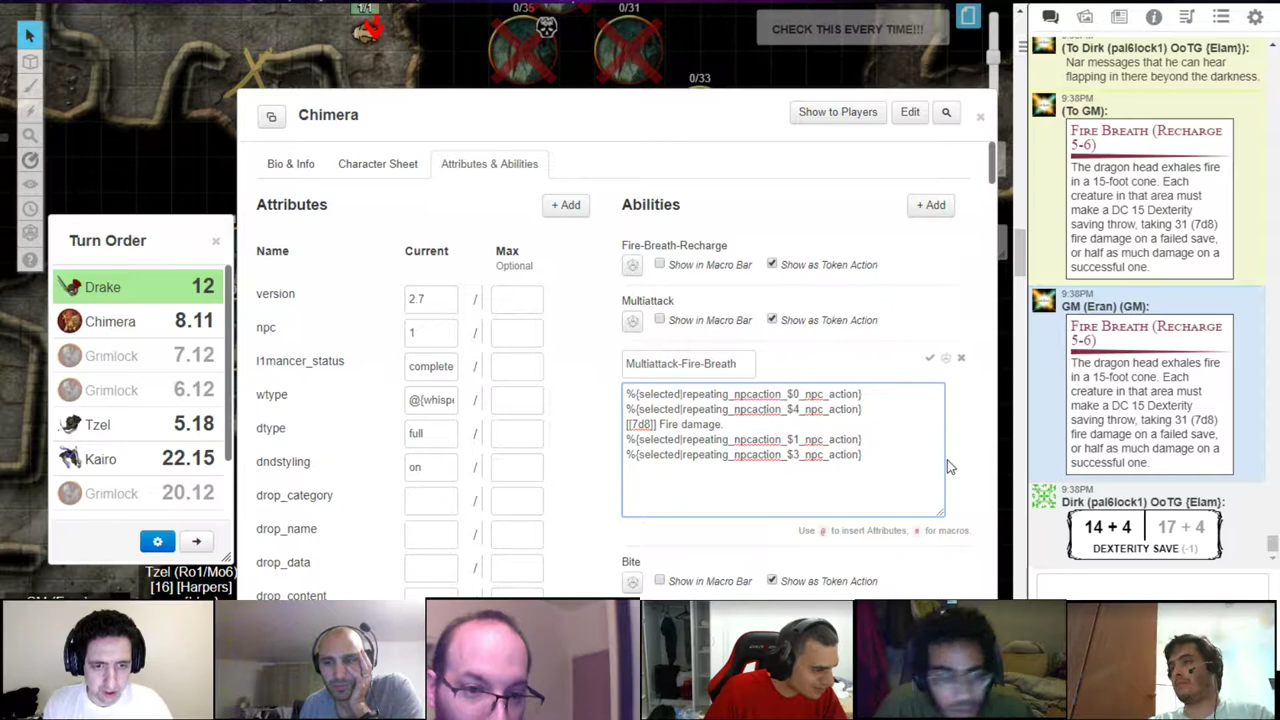 1/1
0/35
0/31
CHECK THIS EVERY TIME!!!
0/33
Chimera
Show to Players
Edit
Bio & Info
Character Sheet
Attributes & Abilities
Attributes
+ Add
Name
Current
Max
Optional
version
2.7
/
npc
1
/
l1mancer_status
complete
/
wtype
@{whispe
/
dtype
full
/
dndstyling
on
/
drop_category
/
drop_name
/
drop_data
/
drop_content
Abilities
+ Add
Fire-Breath-Recharge
Show in Macro Bar
Show as Token Action
Multiattack
Show in Macro Bar
Show as Token Action
Multiattack-Fire-Breath
%{selected|repeating_npcaction_$0_npc_action}
%{selected|repeating_npcaction_$4_npc_action}
[[7d8]] Fire damage.
%{selected|repeating_npcaction_$1_npc_action}
%{selected|repeating_npcaction_$3_npc_action}
Use @ to insert Attributes, # for macros.
Bite
Show in Macro Bar
Show as Token Action
Turn Order
Drake 12
Chimera 8.11
Grimlock 7.12
Grimlock 6.12
Tzel 5.18
Kairo 22.15
Grimlock 20.12
Tzel (Ro1/Mo6)
[16] [Harpers]
(To Dirk (pal6lock1) OoTG {Elam}):
Nar messages that he can hear
flapping in there beyond the darkness.
9:38PM
(To GM):
Fire Breath (Recharge
5-6)
The dragon head exhales fire
in a 15-foot cone. Each
creature in that area must
make a DC 15 Dexterity
saving throw, taking 31 (7d8)
fire damage on a failed save,
or half as much damage on a
successful one.
9:38PM
GM (Eran) (GM):
Fire Breath (Recharge
5-6)
The dragon head exhales fire
in a 15-foot cone. Each
creature in that area must
make a DC 15 Dexterity
saving throw, taking 31 (7d8)
fire damage on a failed save,
or half as much damage on a
successful one.
9:38PM
Dirk (pal6lock1) OoTG {Elam}:
14 + 4 | 17 + 4
DEXTERITY SAVE (-1)